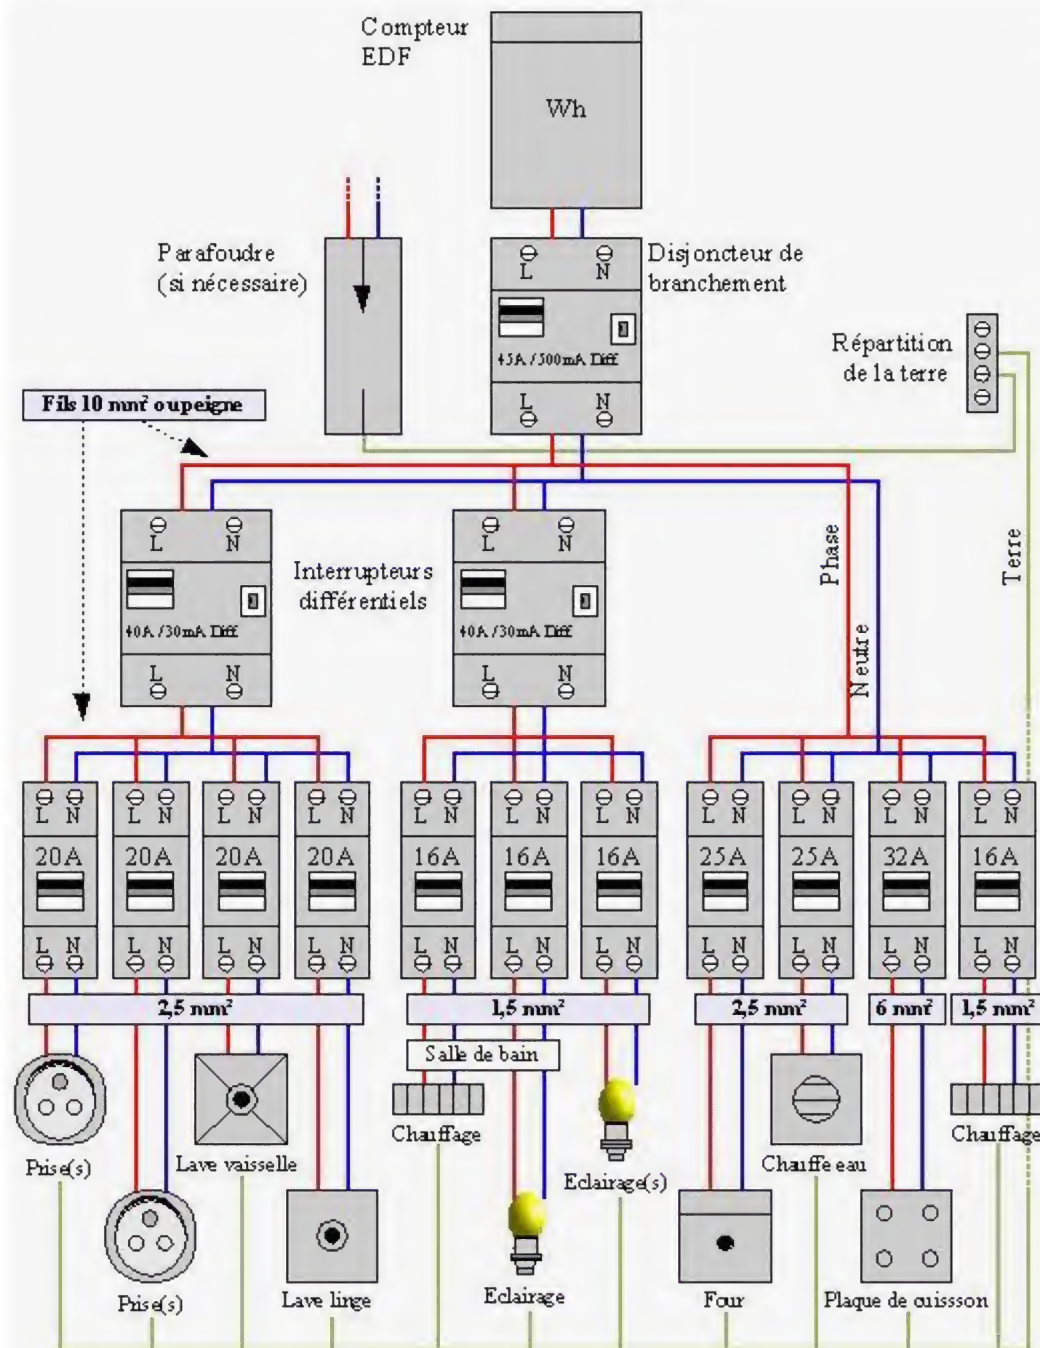 Compteur
EDF
Wh
Parafoudre
(si nécessaire)
Disjoncteur de
branchement
L N
45A/500mA Diff.
L N
Répartition
de la terre
Fils 10 mm² ou peigne
L N
L N
Interrupteurs
différentiels
40A/30mA Diff.
40A/30mA Diff.
L N
L N
Phase
Neutre
Terre
L N L N L N L N L N L N L N L N L N L N L N
20A 20A 20A 20A 16A 16A 16A 25A 25A 32A 16A
L N L N L N L N L N L N L N L N L N L N L N
2,5 mm² 1,5 mm² 2,5 mm² 6 mm² 1,5 mm²
Salle de bain
Prise(s) Lave vaisselle Chauffage Eclairage(s) Chauffe eau Chauffage
Prise(s) Lave linge Eclairage Four Plaque de cuissson